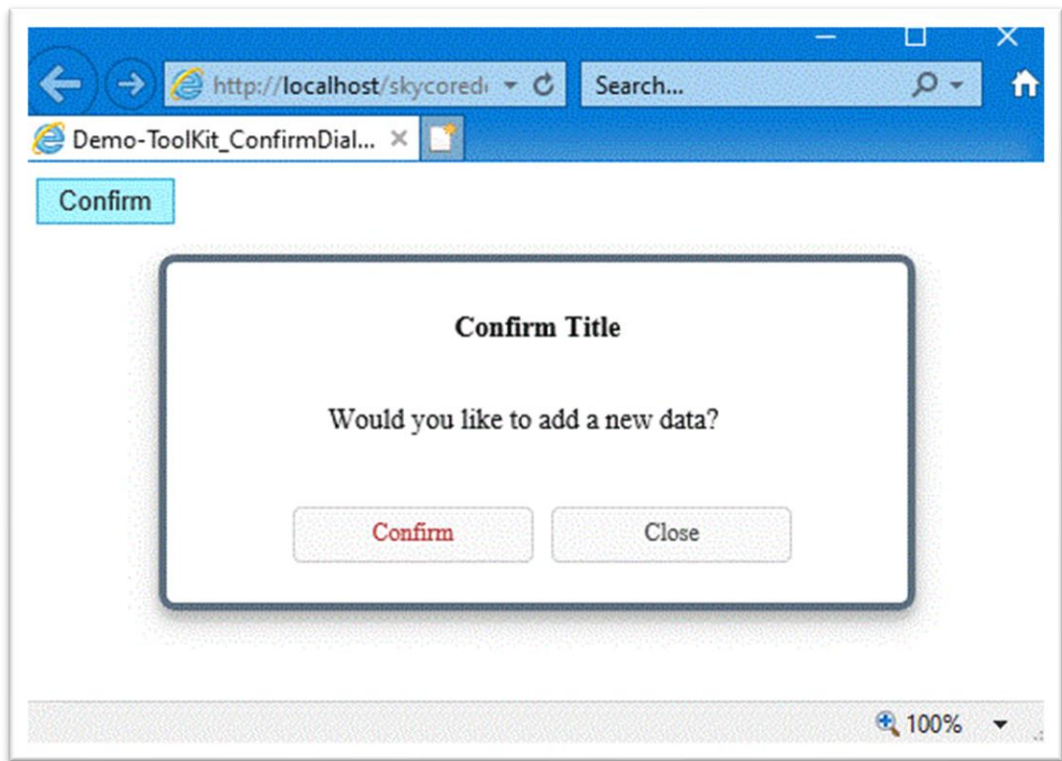 http://localhost/skycored
Search...
Demo-ToolKit_ConfirmDial...
Confirm
Confirm Title
Would you like to add a new data?
Confirm
Close
100%